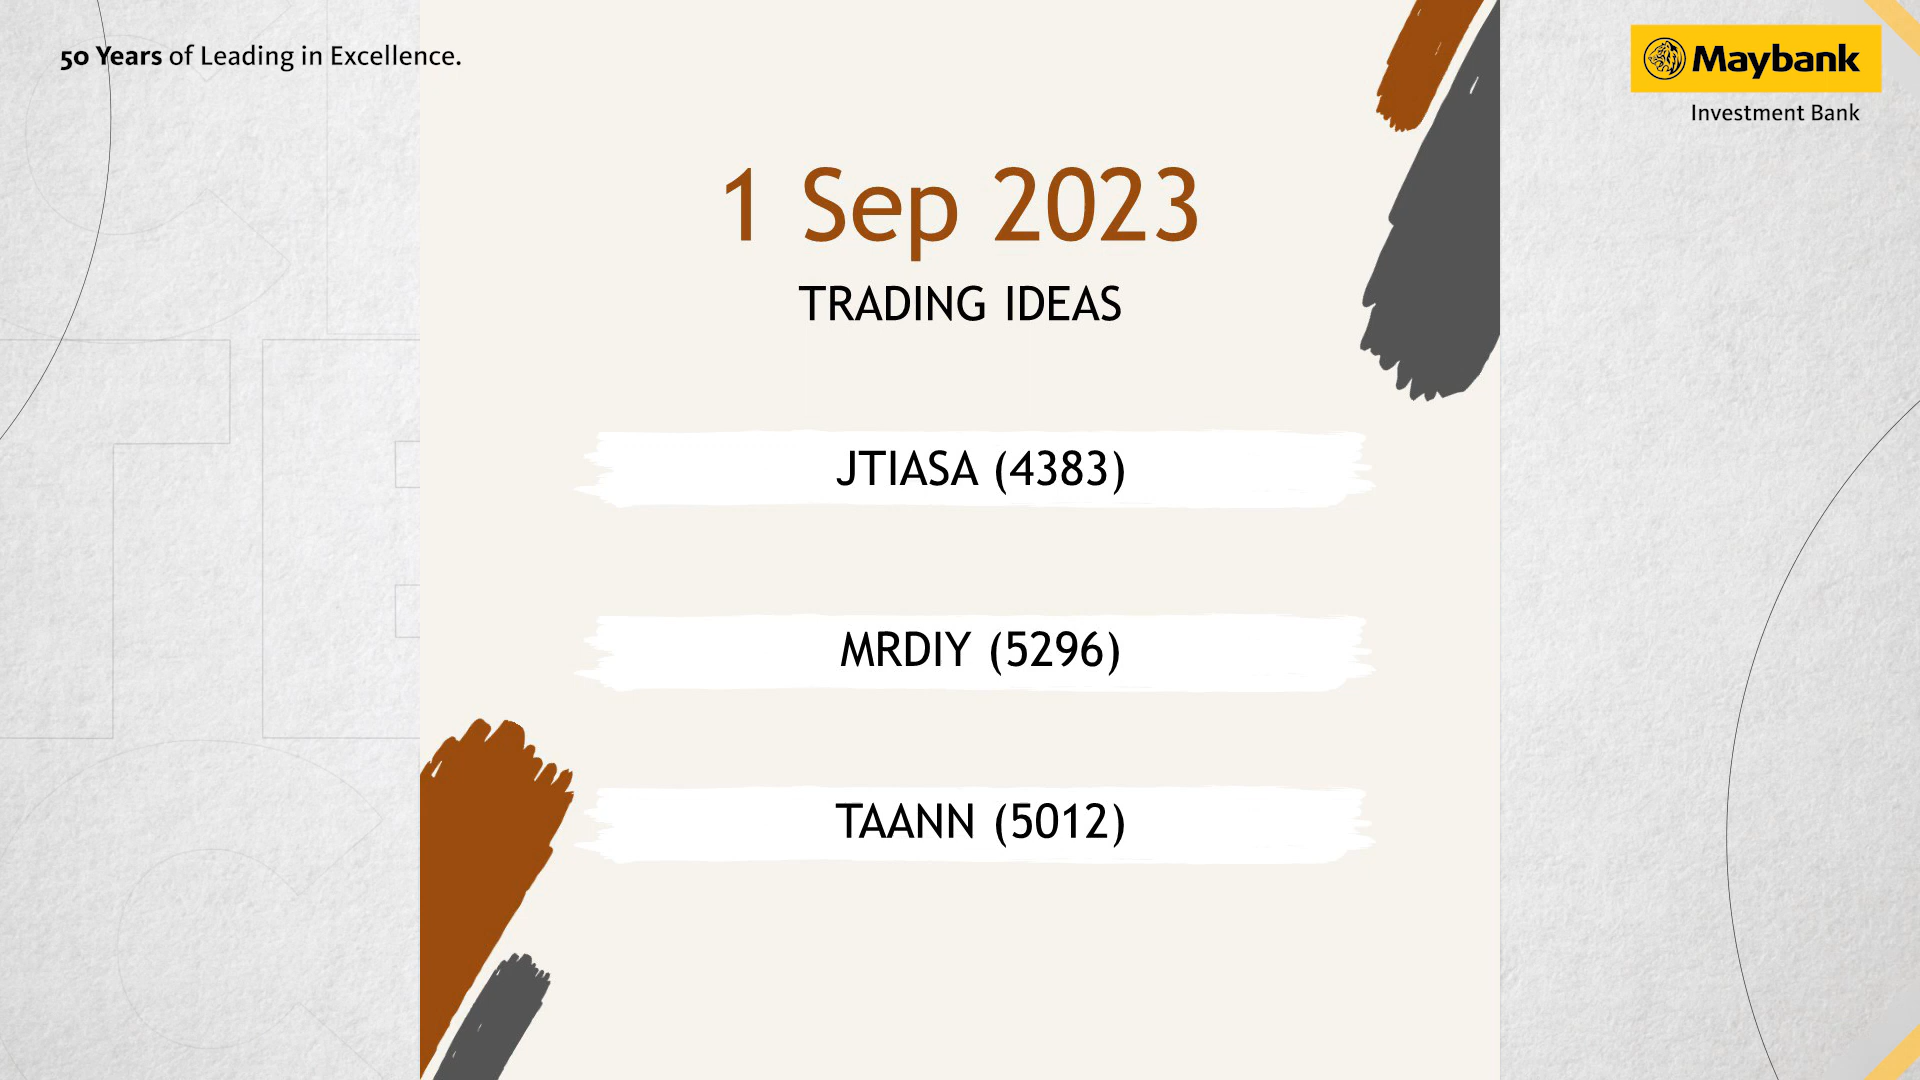 50 Years of Leading in Excellence.
Maybank
Investment Bank
1 Sep 2023
TRADING IDEAS
JTIASA (4383)
MRDIY (5296)
TAANN (5012)